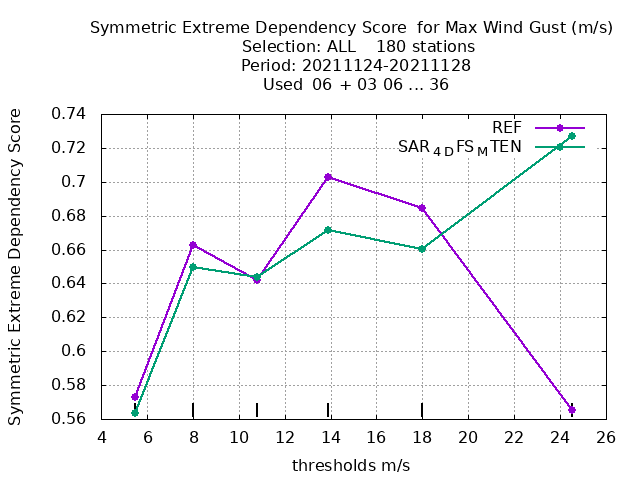 Symmetric Extreme Dependency Score  for Max Wind Gust (m/s)
Selection: ALL    180 stations
Period: 20211124-20211128
Used  06 + 03 06 ... 36
Symmetric Extreme Dependency Score
0.74
0.72
0.7
0.68
0.66
0.64
0.62
0.6
0.58
0.56
REF
SAR4DFSMTEN
4 6 8 10 12 14 16 18 20 22 24 26
thresholds m/s